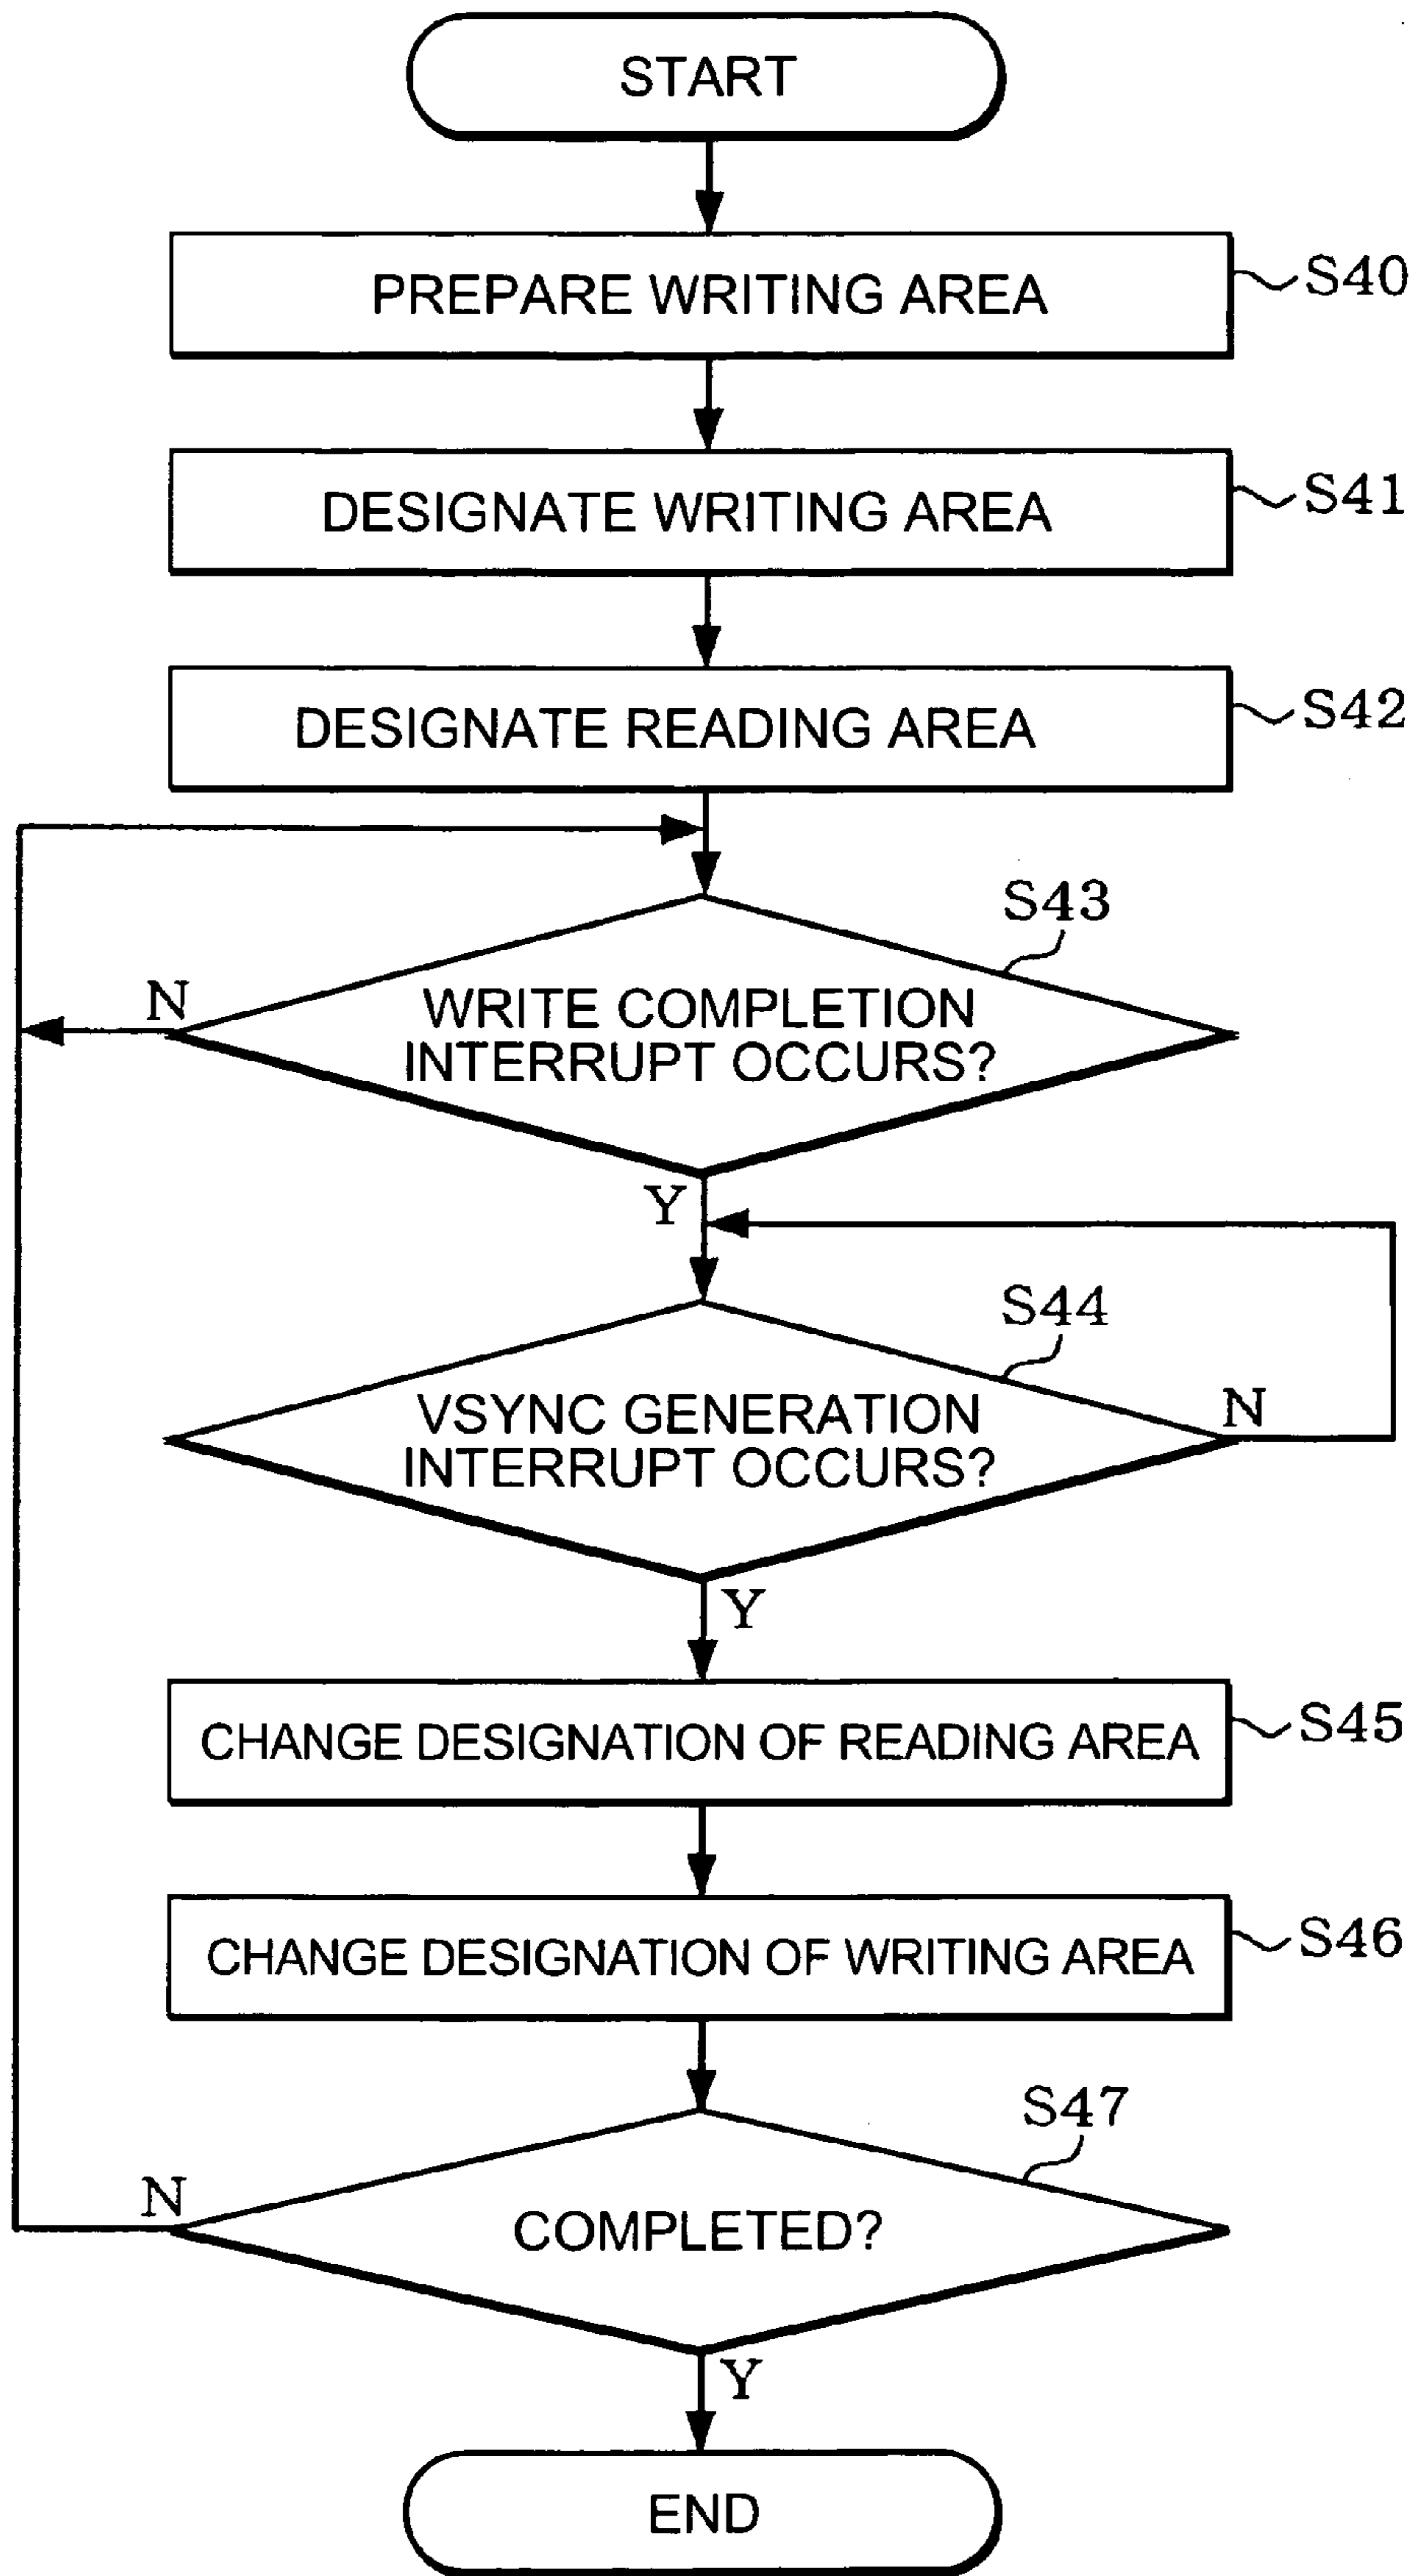 START
PREPARE WRITING AREA
S40
DESIGNATE WRITING AREA
S41
DESIGNATE READING AREA
S42
S43
N
WRITE COMPLETION
INTERRUPT OCCURS?
Y
S44
VSYNC GENERATION
INTERRUPT OCCURS?
N
Y
CHANGE DESIGNATION OF READING AREA
S45
CHANGE DESIGNATION OF WRITING AREA
S46
S47
N
COMPLETED?
Y
END